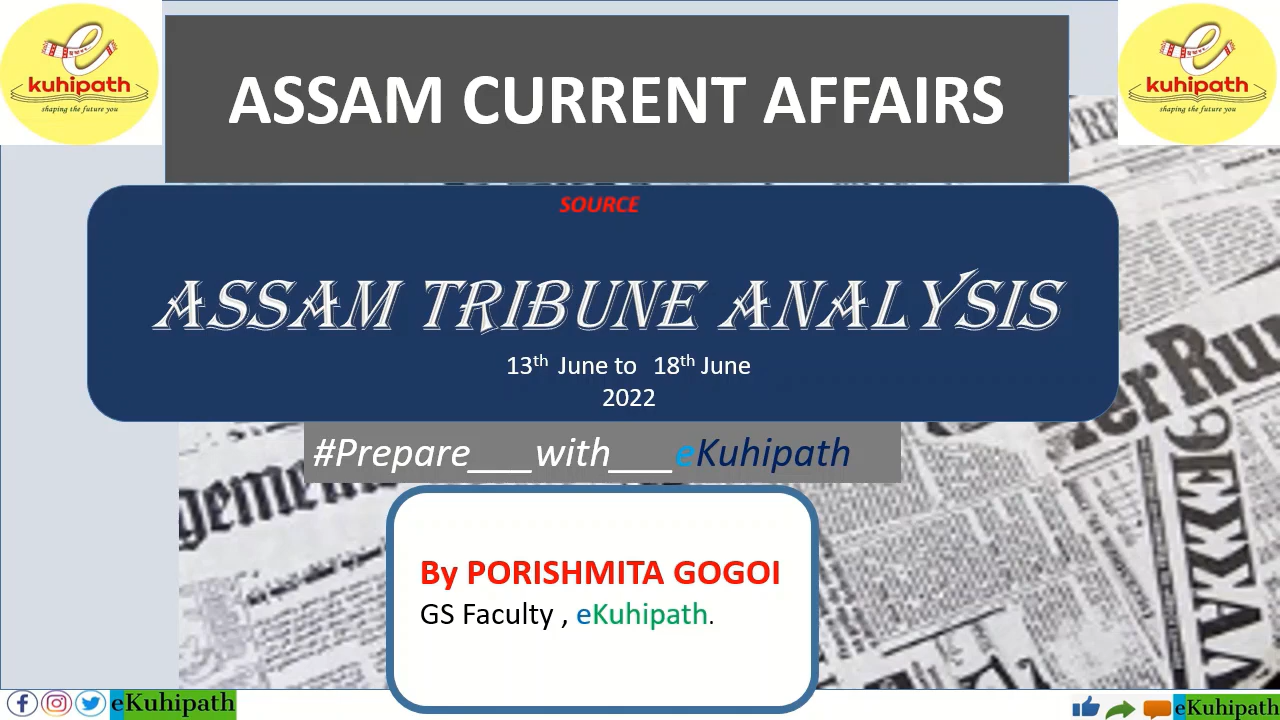 kuhipath
shaping the future you
kuhipath
shaping the future you
ASSAM CURRENT AFFAIRS
SOURCE
ASSAM TRIBUNE ANALYSIS
13th June to 18th June
2022
#Prepare___with___eKuhipath
By PORISHMITA GOGOI
GS Faculty , eKuhipath.
eKuhipath
eKuhipath